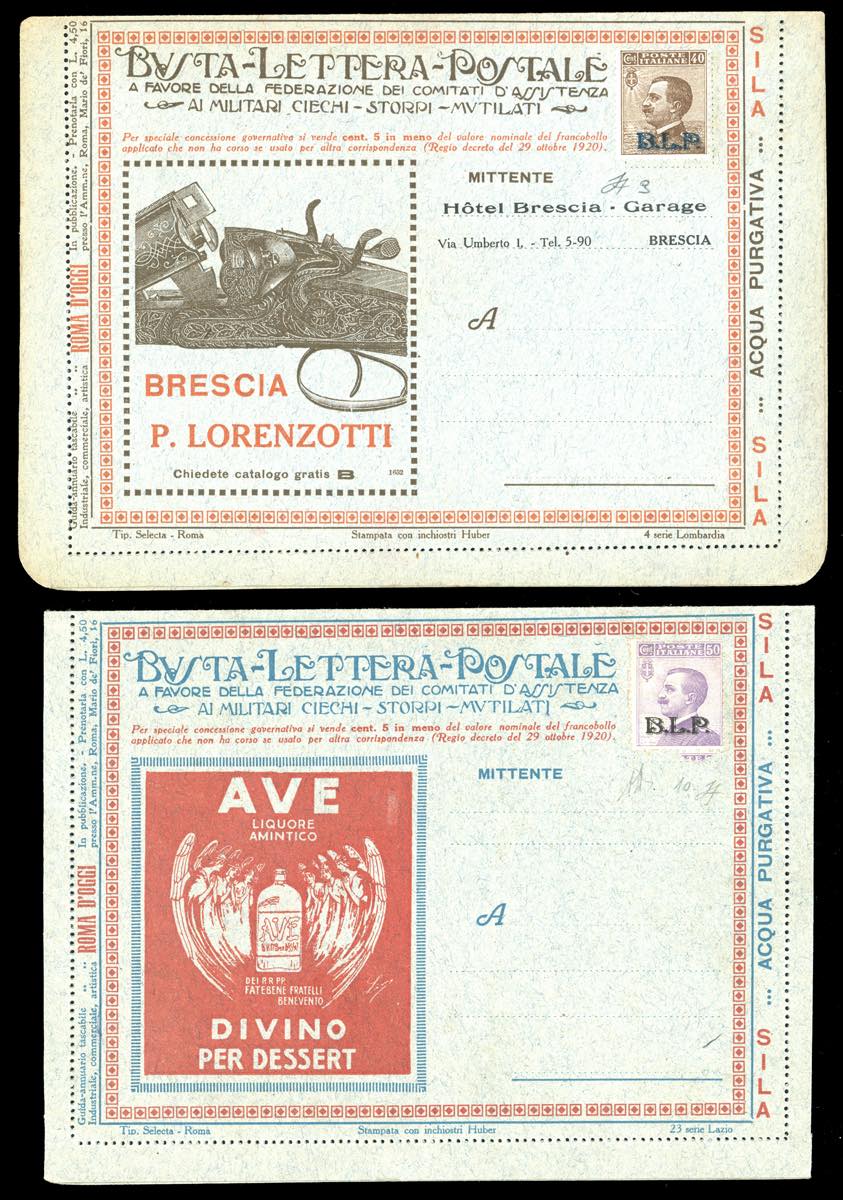 BUSTA-LETTERA-POSTALE
A FAVORE DELLA FEDERAZIONE DEI COMITATI D'ASSISTENZA
AI MILITARI CIECHI-STORPI-MVTILATI
Per speciale concessione governativa si vende cent. 5 in meno del valore nominale del francobollo
applicato che non ha corso se usato per altra corrispondenza (Regio decreto del 29 ottobre 1920).
Cmi POSTE ITALIANE 40
B.L.P.
MITTENTE
Hôtel Brescia - Garage
Via Umberto I, - Tel. 5-90 BRESCIA
A
BRESCIA
P. LORENZOTTI
Chiedete catalogo gratis B 1652
Tip. Selecta - Roma Stampata con inchiostri Huber 4 serie Lombardia
Guida-annuario tascabile .. .. ROMA D'OGGI In pubblicazione. - Prenotarla con L. 4,50
Industriale, commerciale, artistica presso l'Amm.ne, Roma, Mario de' Fiori, 16
SILA ... ACQUA PURGATIVA ... SILA
BVSTA-LETTERA-POSTALE
A FAVORE DELLA FEDERAZIONE DEI COMITATI D'ASSISTENZA
AI MILITARI CIECHI-STORPI-MVTILATI
Per speciale concessione governativa si vende cent. 5 in meno del valore nominale del francobollo
applicato che non ha corso se usato per altra corrispondenza (Regio decreto del 29 ottobre 1920).
Cmi POSTE ITALIANE 50
B.L.P.
MITTENTE
A
AVE
LIQUORE
AMINTICO
AVE
DEI R R PP.
FATEBENE FRATELLI
BENEVENTO
DIVINO
PER DESSERT
Tip. Selecta - Roma Stampata con inchiostri Huber 23 serie Lazio
Guida-annuario tascabile .. .. ROMA D'OGGI In pubblicazione. - Prenotarla con L. 4,50
Industriale, commerciale, artistica presso l'Amm.ne, Roma, Mario de' Fiori, 16
SILA ... ACQUA PURGATIVA ... SILA